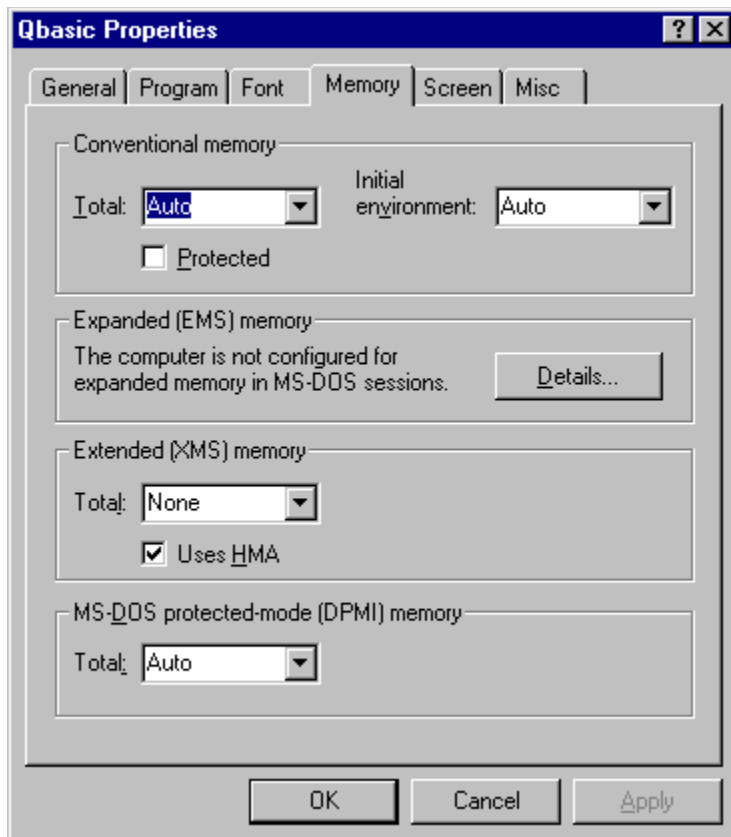 Qbasic Properties
General Program Font Memory Screen Misc
Conventional memory
Total: Auto
Initial
environment: Auto
Protected
Expanded (EMS) memory
The computer is not configured for
expanded memory in MS-DOS sessions.
Details...
Extended (XMS) memory
Total: None
Uses HMA
MS-DOS protected-mode (DPMI) memory
Total: Auto
OK Cancel Apply